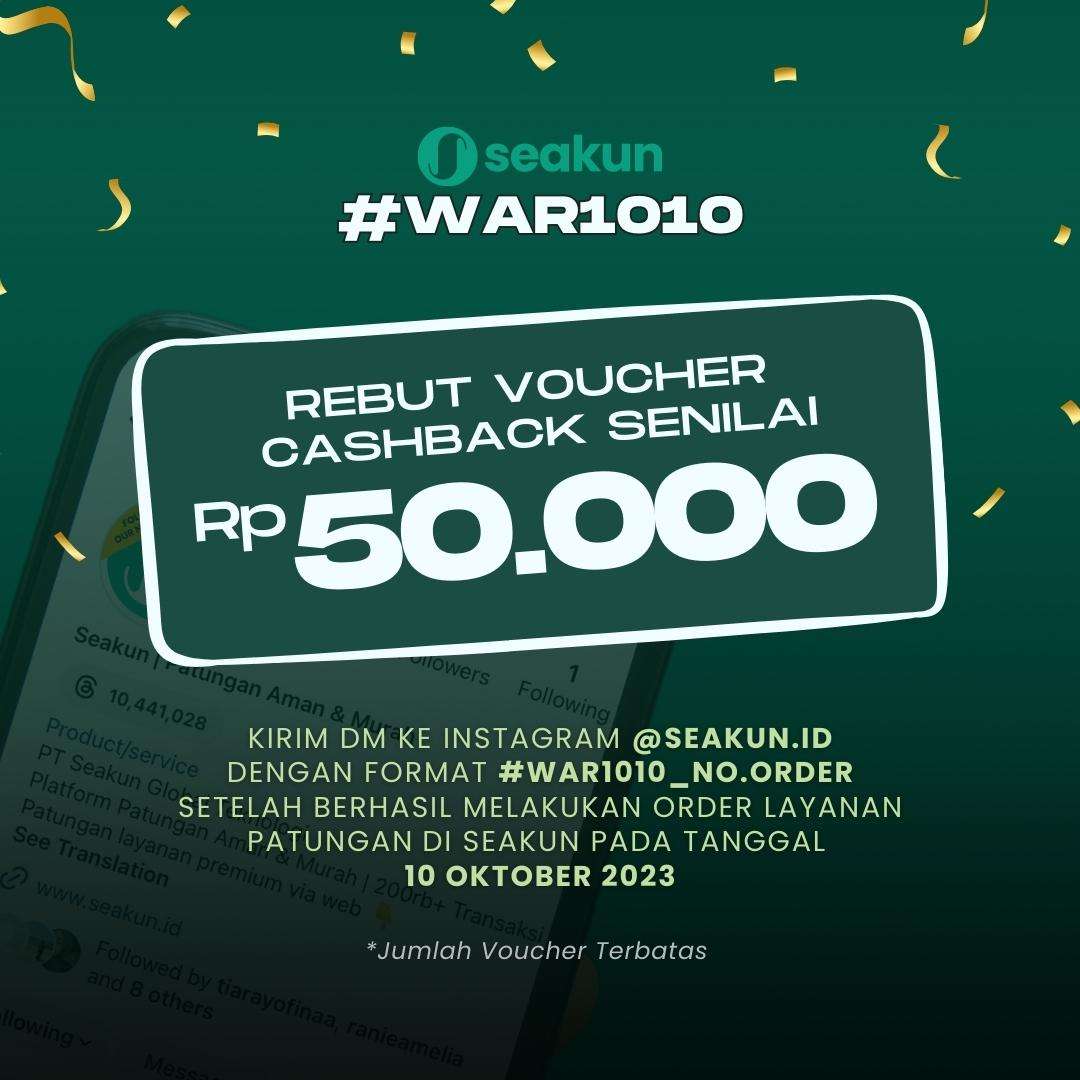 seakun
#WAR1010
REBUT VOUCHER
CASHBACK SENILAI
Rp50.000
Seakun | Patungan Aman & Murah
Followers
1
Following
10,441,028
Product/service
PT Seakun Global Teknologi
Platform Patungan Aman & Murah | 200rb+ Transaksi
Patungan layanan premium via web 👇
See Translation
www.seakun.id
Followed by tiarayofinaa, ranieamelia
and 8 others
KIRIM DM KE INSTAGRAM @SEAKUN.ID
DENGAN FORMAT #WAR1010_NO.ORDER
SETELAH BERHASIL MELAKUKAN ORDER LAYANAN
PATUNGAN DI SEAKUN PADA TANGGAL
10 OKTOBER 2023
*Jumlah Voucher Terbatas